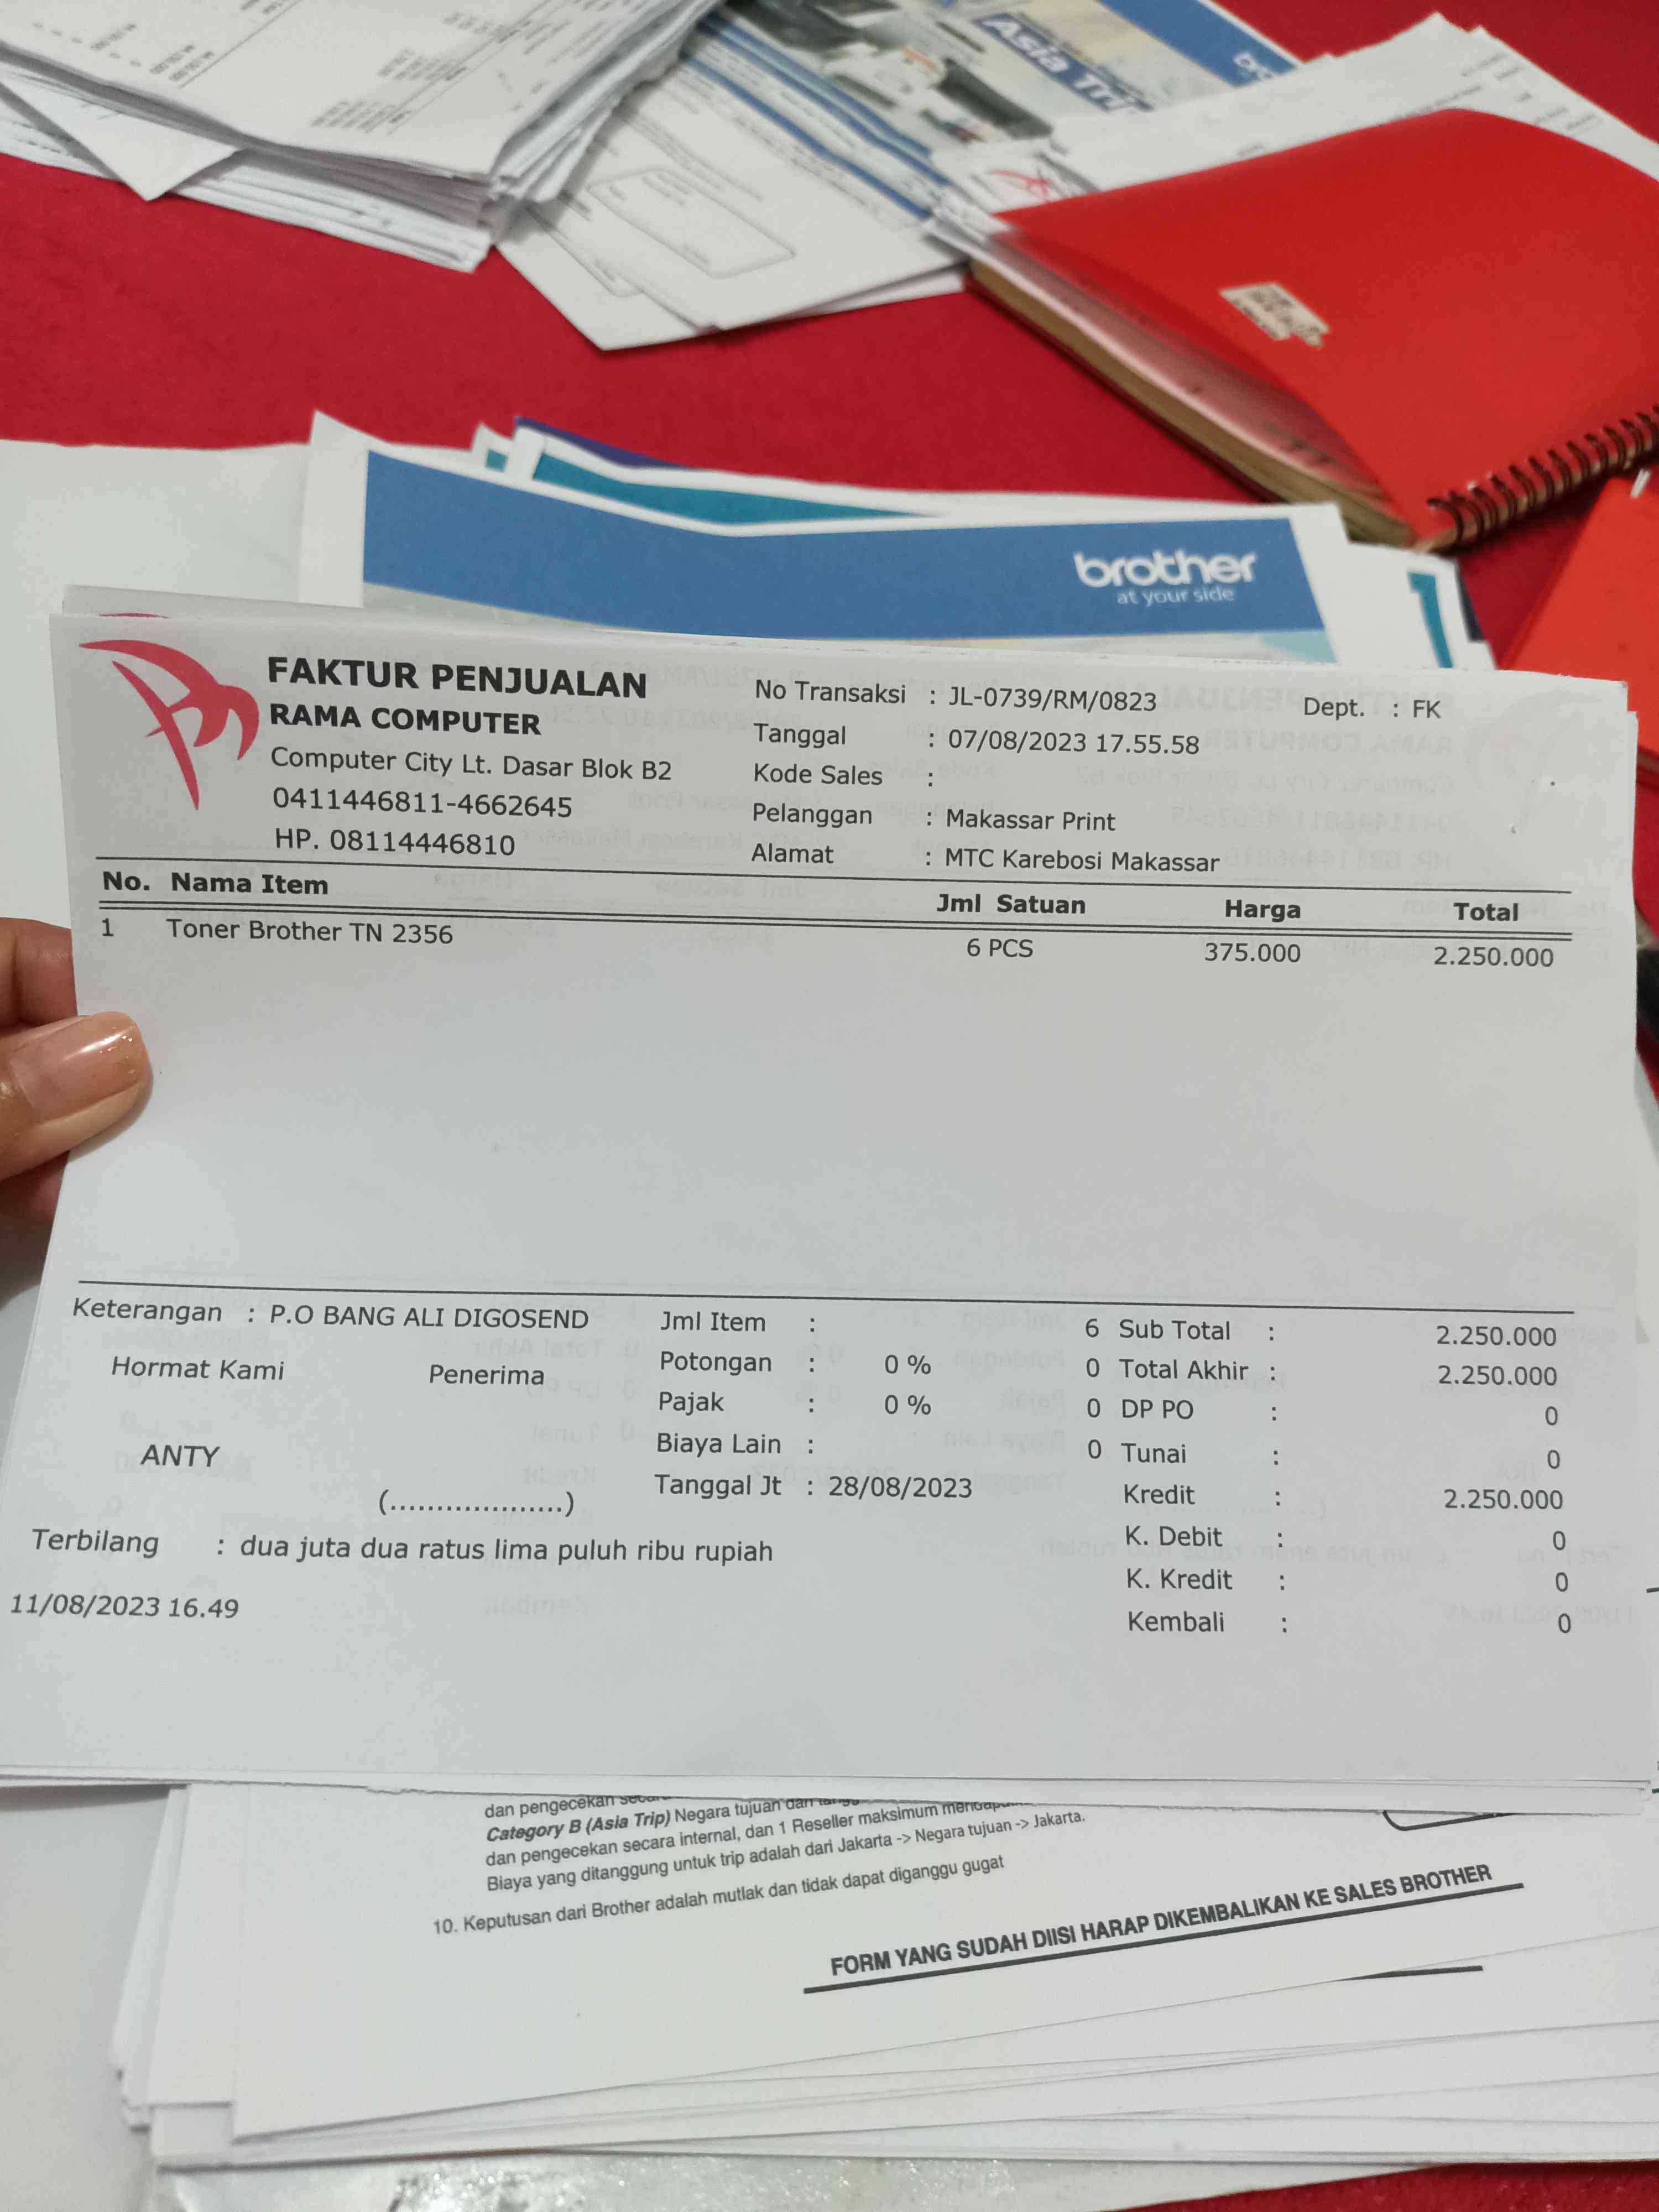 Asia Tri
brother
at your side
FAKTUR PENJUALAN
RAMA COMPUTER
Computer City Lt. Dasar Blok B2
0411446811-4662645
HP. 08114446810
No Transaksi : JL-0739/RM/0823
Dept. : FK
Tanggal : 07/08/2023 17.55.58
Kode Sales :
Pelanggan : Makassar Print
Alamat : MTC Karebosi Makassar
No. Nama Item Jml Satuan Harga Total
1 Toner Brother TN 2356 6 PCS 375.000 2.250.000
Keterangan : P.O BANG ALI DIGOSEND
Hormat Kami Penerima
ANTY
(...................)
Jml Item : 6
Potongan : 0 % 0
Pajak : 0 % 0
Biaya Lain : 0
Tanggal Jt : 28/08/2023
Sub Total : 2.250.000
Total Akhir : 2.250.000
DP PO : 0
Tunai : 0
Kredit : 2.250.000
K. Debit : 0
K. Kredit : 0
Kembali : 0
Terbilang : dua juta dua ratus lima puluh ribu rupiah
11/08/2023 16.49
dan pengecekan
Category B (Asia Trip) Negara tujuan dan
dan pengecekan secara internal, dan 1 Reseller maksimum
Biaya yang ditanggung untuk trip adalah dari Jakarta -> Negara tujuan -> Jakarta.
10. Keputusan dari Brother adalah mutlak dan tidak dapat diganggu gugat
FORM YANG SUDAH DIISI HARAP DIKEMBALIKAN KE SALES BROTHER